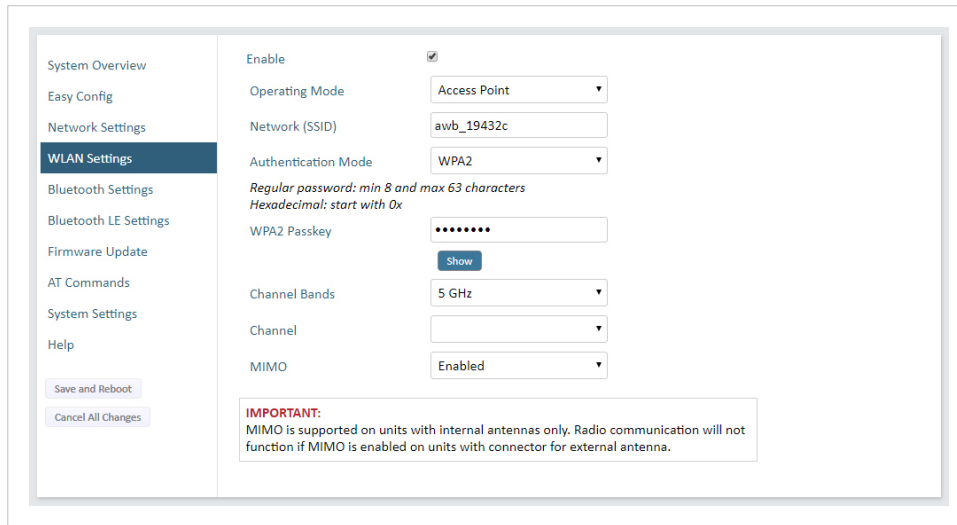 System Overview
Easy Config
Network Settings
WLAN Settings
Bluetooth Settings
Bluetooth LE Settings
Firmware Update
AT Commands
System Settings
Help
Save and Reboot
Cancel All Changes
Enable
Operating Mode Access Point
Network (SSID) awb_19432c
Authentication Mode WPA2
Regular password: min 8 and max 63 characters
Hexadecimal: start with 0x
WPA2 Passkey ••••••••
Show
Channel Bands 5 GHz
Channel
MIMO Enabled
IMPORTANT:
MIMO is supported on units with internal antennas only. Radio communication will not
function if MIMO is enabled on units with connector for external antenna.